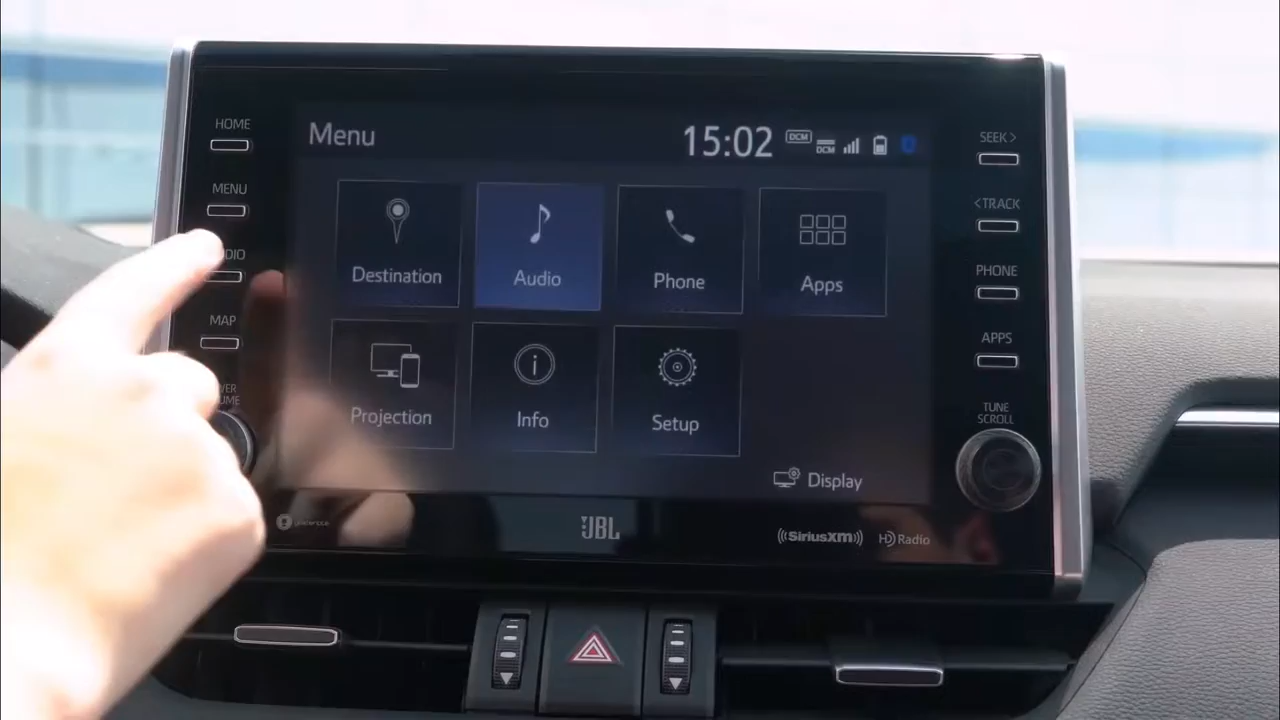 HOME
MENU
MAP
Menu
15:02
DCM
DCM
Destination
Audio
Phone
Apps
Projection
Info
Setup
Display
SEEK >
< TRACK
PHONE
APPS
TUNE
SCROLL
JBL
((SiriusXM))
HD Radio